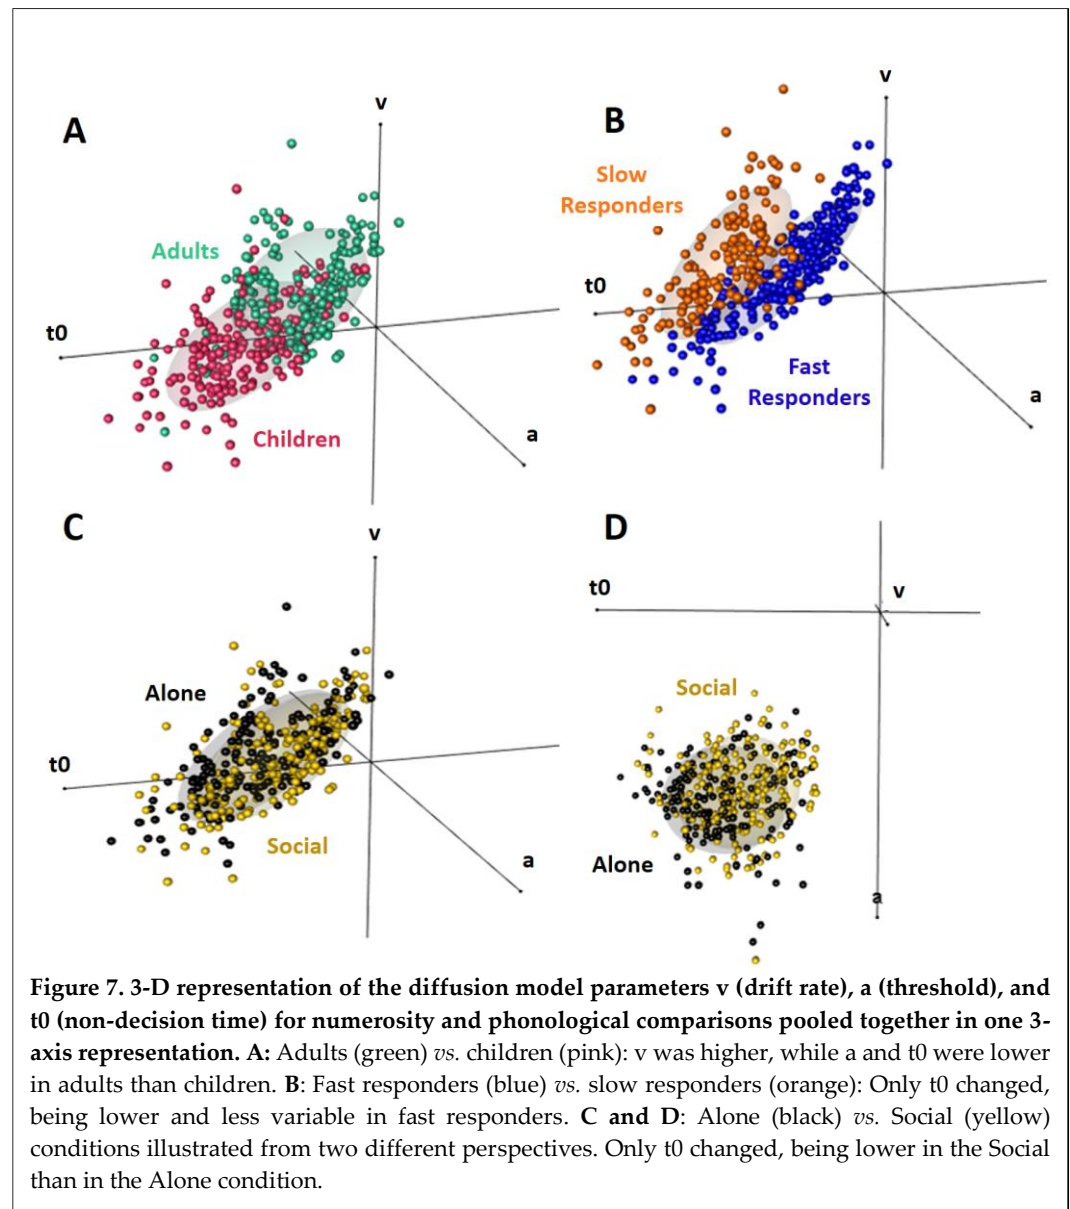 A
v
Adults
t0
Children
a
B
v
Slow
Responders
t0
Fast
Responders
a
C
v
Alone
t0
Social
a
D
t0
v
Social
Alone
a
Figure 7. 3-D representation of the diffusion model parameters v (drift rate), a (threshold), and
t0 (non-decision time) for numerosity and phonological comparisons pooled together in one 3-
axis representation. A: Adults (green) vs. children (pink): v was higher, while a and t0 were lower
in adults than children. B: Fast responders (blue) vs. slow responders (orange): Only t0 changed,
being lower and less variable in fast responders. C and D: Alone (black) vs. Social (yellow)
conditions illustrated from two different perspectives. Only t0 changed, being lower in the Social
than in the Alone condition.